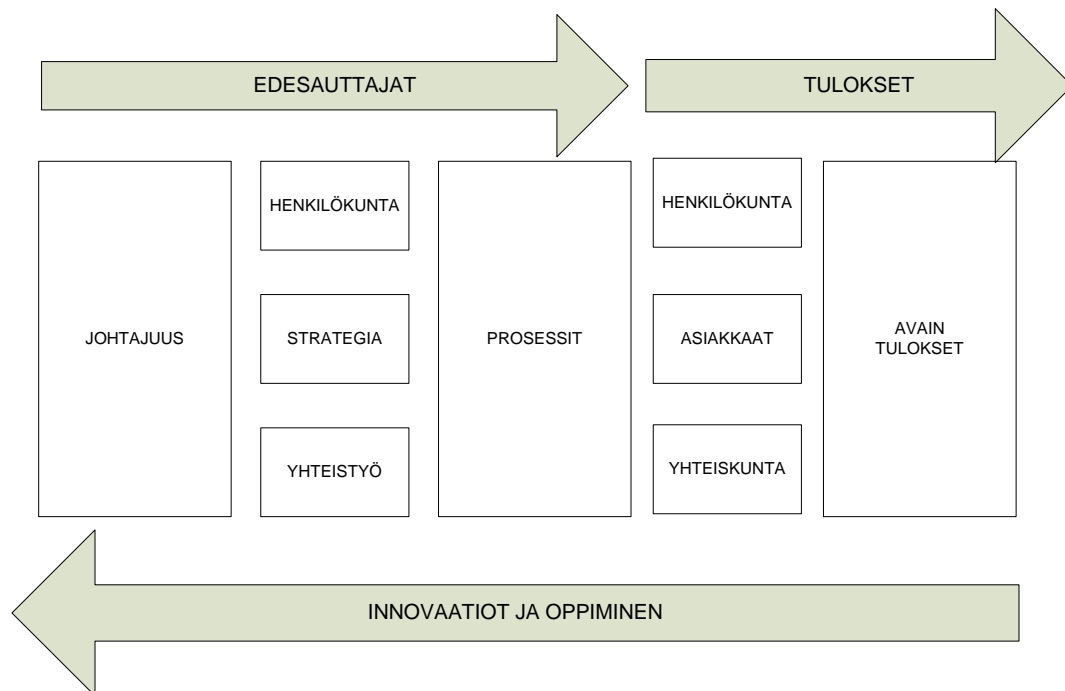 EDESAUTTAJAT
TULOKSET
JOHTAJUUS
HENKILÖKUNTA
STRATEGIA
YHTEISTYÖ
PROSESSIT
HENKILÖKUNTA
ASIAKKAAT
YHTEISKUNTA
AVAIN
TULOKSET
INNOVAATIOT JA OPPIMINEN